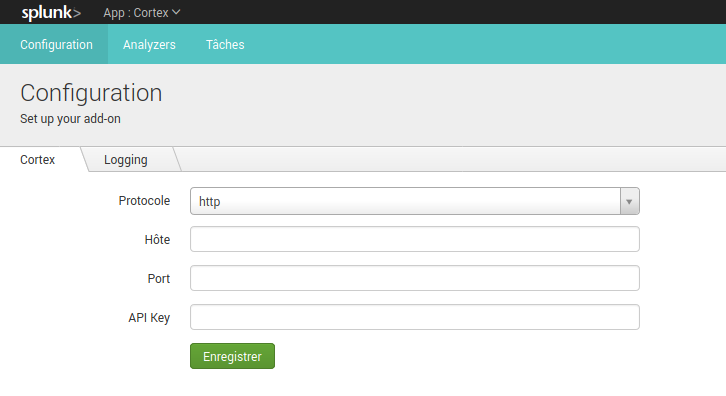 splunk> App : Cortex
Configuration Analyzers Tâches
Configuration
Set up your add-on
Cortex Logging
Protocole http
Hôte
Port
API Key
Enregistrer